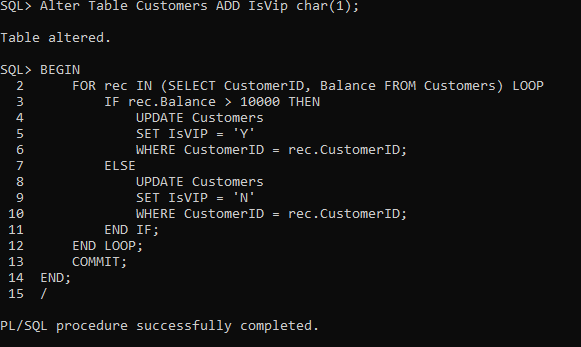 SQL> Alter Table Customers ADD IsVip char(1);
Table altered.
SQL> BEGIN
  2      FOR rec IN (SELECT CustomerID, Balance FROM Customers) LOOP
  3          IF rec.Balance > 10000 THEN
  4              UPDATE Customers
  5              SET IsVIP = 'Y'
  6              WHERE CustomerID = rec.CustomerID;
  7          ELSE
  8              UPDATE Customers
  9              SET IsVIP = 'N'
 10              WHERE CustomerID = rec.CustomerID;
 11          END IF;
 12      END LOOP;
 13      COMMIT;
 14  END;
 15  /
PL/SQL procedure successfully completed.